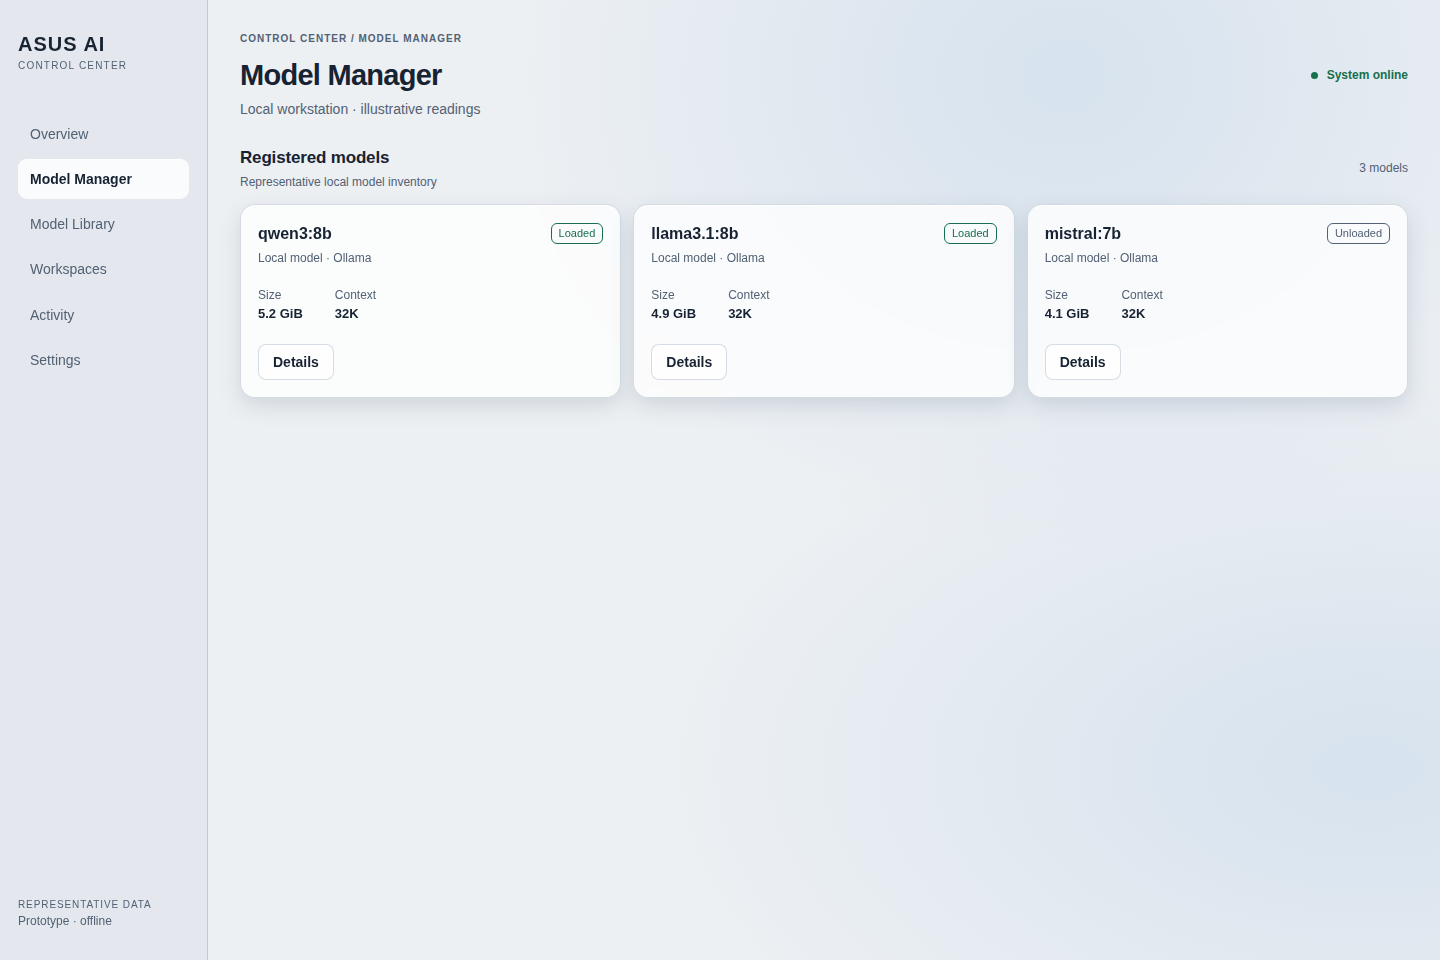 ASUS AI
CONTROL CENTER
Overview
Model Manager
Model Library
Workspaces
Activity
Settings
REPRESENTATIVE DATA
Prototype · offline
CONTROL CENTER / MODEL MANAGER
Model Manager
Local workstation · illustrative readings
System online
Registered models
Representative local model inventory
3 models
qwen3:8b
Loaded
Local model · Ollama
Size Context
5.2 GiB 32K
Details
llama3.1:8b
Loaded
Local model · Ollama
Size Context
4.9 GiB 32K
Details
mistral:7b
Unloaded
Local model · Ollama
Size Context
4.1 GiB 32K
Details